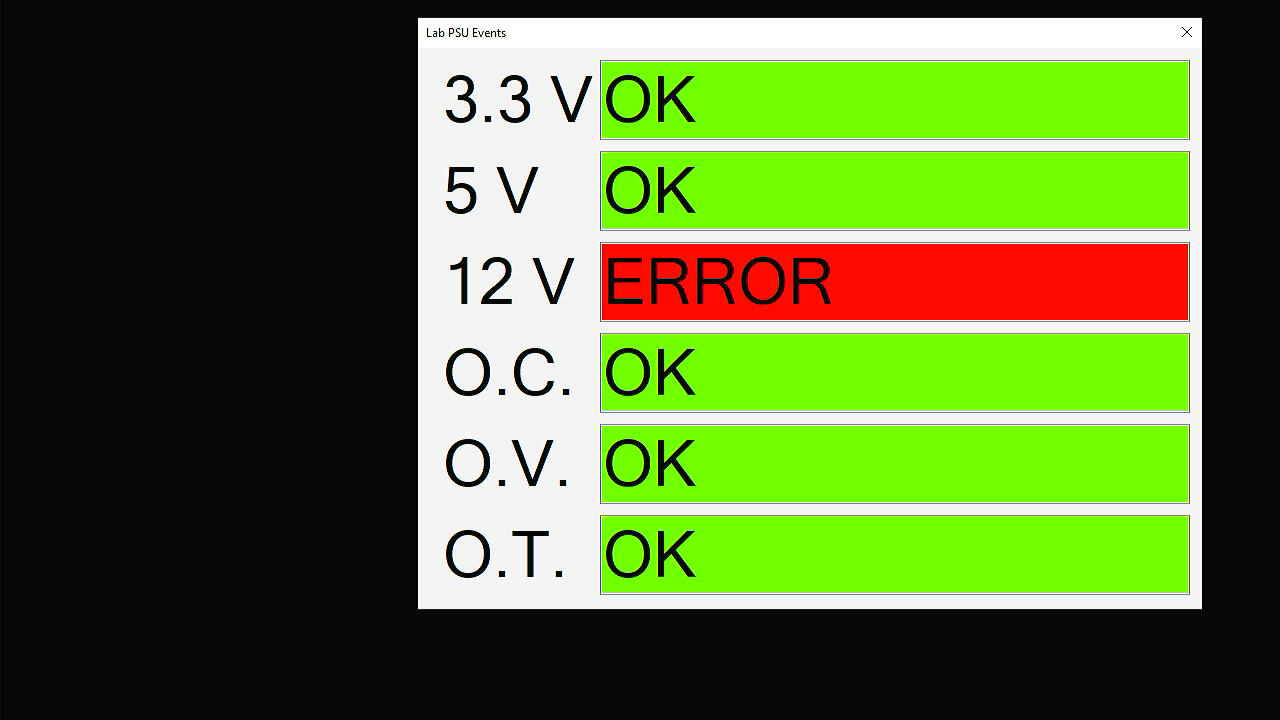 Lab PSU Events
3.3 V OK
5 V OK
12 V ERROR
O.C. OK
O.V. OK
O.T. OK